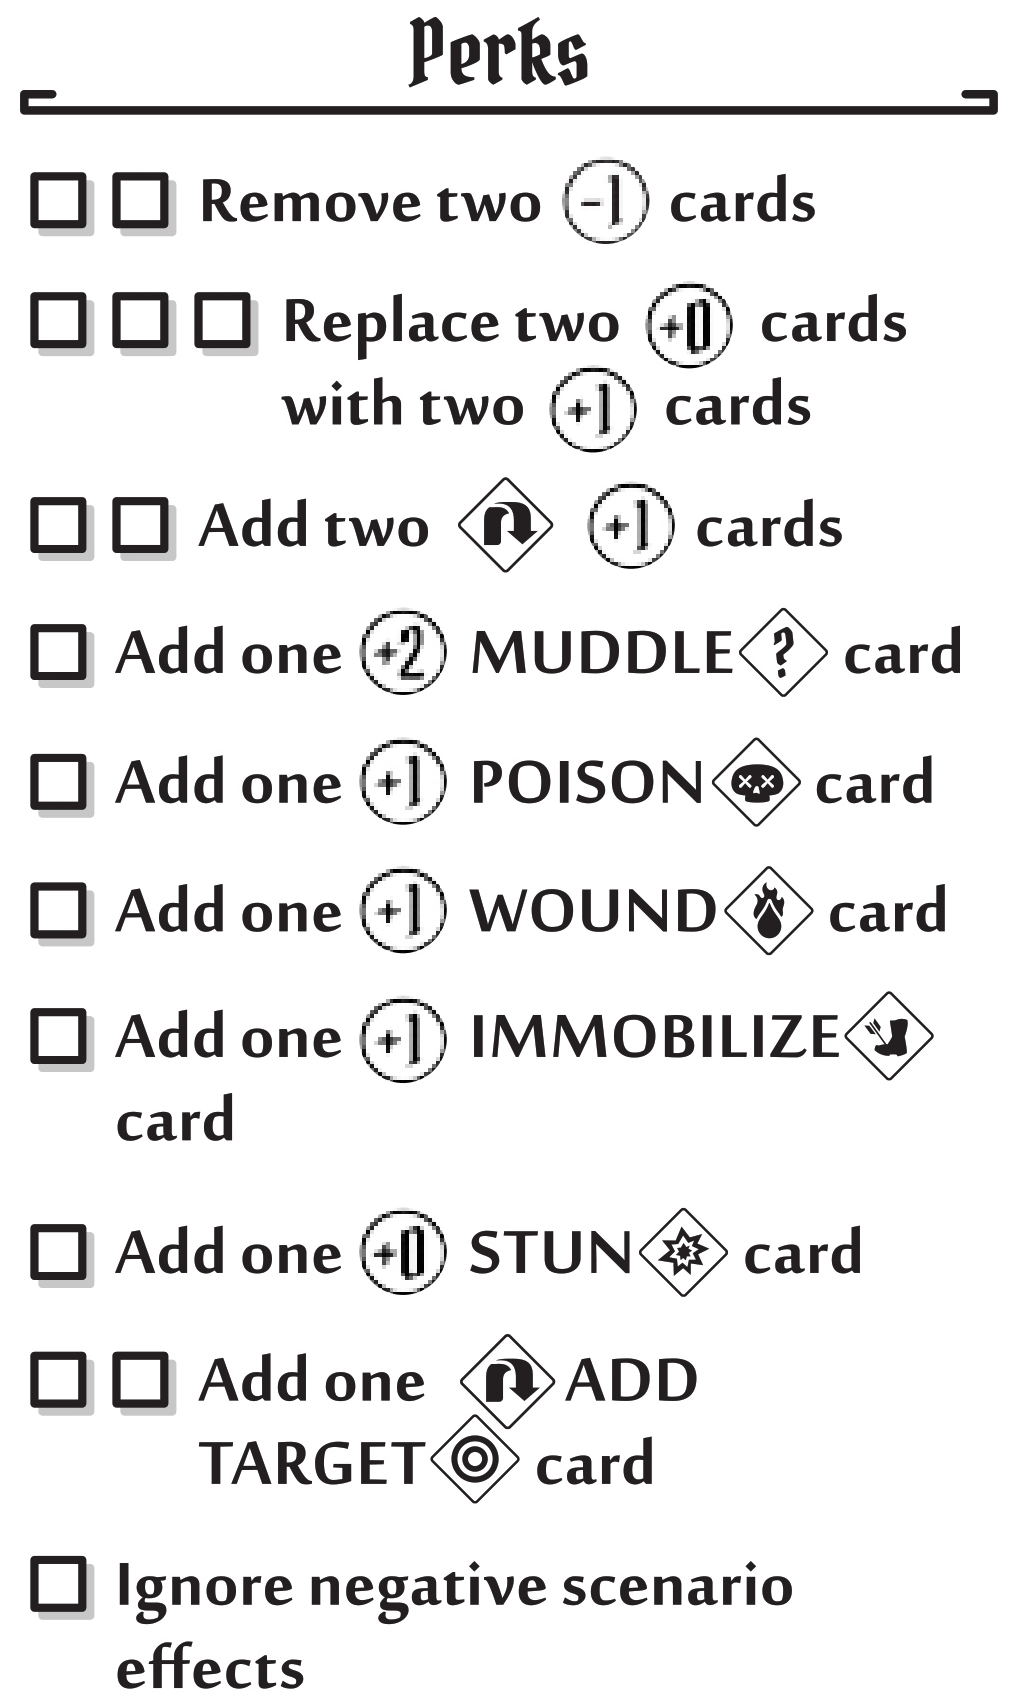 Perks
Remove two -1 cards
Replace two +0 cards
with two +1 cards
Add two +1 cards
Add one +2 MUDDLE ? card
Add one +1 POISON card
Add one +1 WOUND card
Add one +1 IMMOBILIZE
card
Add one +0 STUN card
Add one ADD
TARGET card
Ignore negative scenario
effects